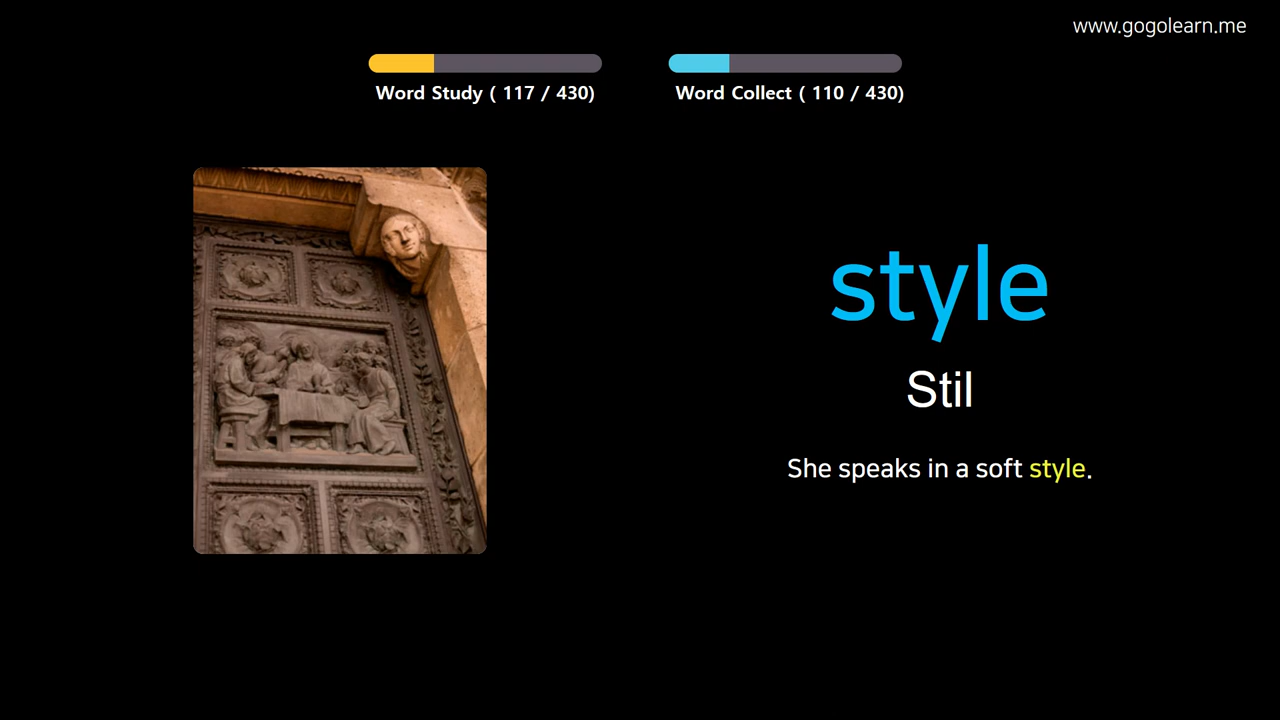 www.gogolearn.me
Word Study ( 117 / 430)
Word Collect ( 110 / 430)
style
Stil
She speaks in a soft style.